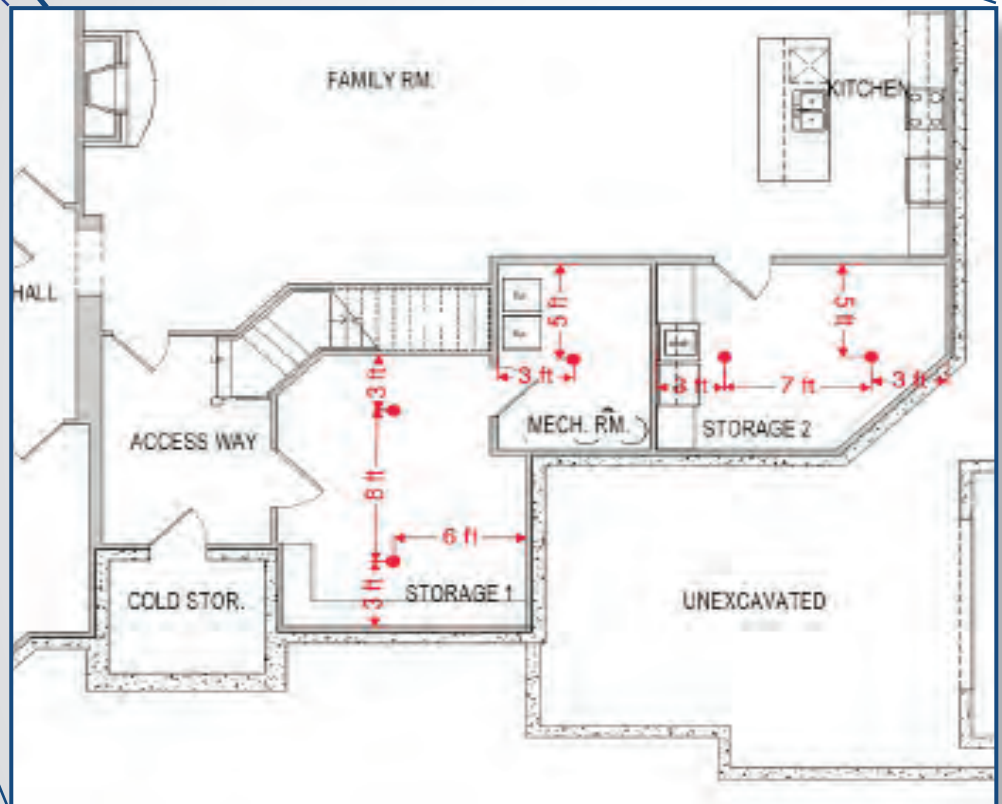 FAMILY RM.
KITCHEN
HALL
5 ft
5 ft
3 ft
3 ft
3 ft
7 ft
3 ft
MECH. RM.
STORAGE 2
ACCESS WAY
8 ft
6 ft
3 ft
COLD STOR.
STORAGE 1
UNEXCAVATED